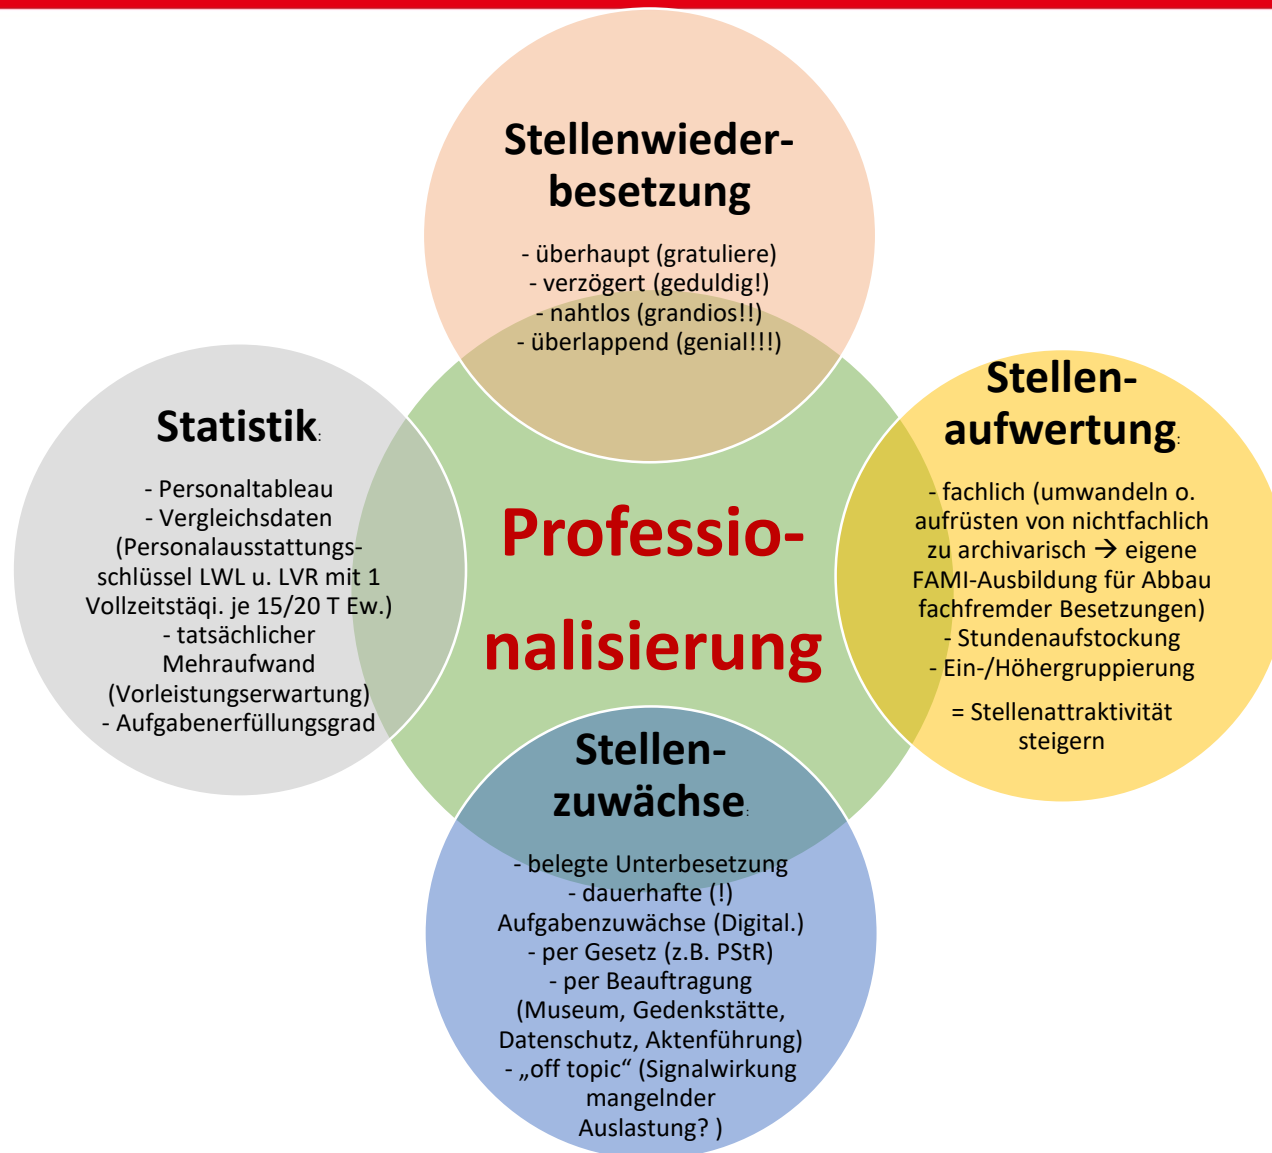 Stellenwieder-
besetzung
- überhaupt (gratuliere)
- verzögert (geduldig!)
- nahtlos (grandios!!)
- überlappend (genial!!!)
Statistik:
- Personaltableau
- Vergleichsdaten
(Personalausstattungs-
schlüssel LWL u. LVR mit 1
Vollzeitstäqi. je 15/20 T Ew.)
- tatsächlicher
Mehraufwand
(Vorleistungserwartung)
- Aufgabenerfüllungsgrad
Professio-
nalisierung
Stellen-
aufwertung:
- fachlich (umwandeln o.
aufrüsten von nichtfachlich
zu archivarisch → eigene
FAMI-Ausbildung für Abbau
fachfremder Besetzungen)
- Stundenaufstockung
- Ein-/Höhergruppierung
= Stellenattraktivität
steigern
Stellen-
zuwächse:
- belegte Unterbesetzung
- dauerhafte (!)
Aufgabenzuwächse (Digital.)
- per Gesetz (z.B. PStR)
- per Beauftragung
(Museum, Gedenkstätte,
Datenschutz, Aktenführung)
- „off topic“ (Signalwirkung
mangelnder
Auslastung? )